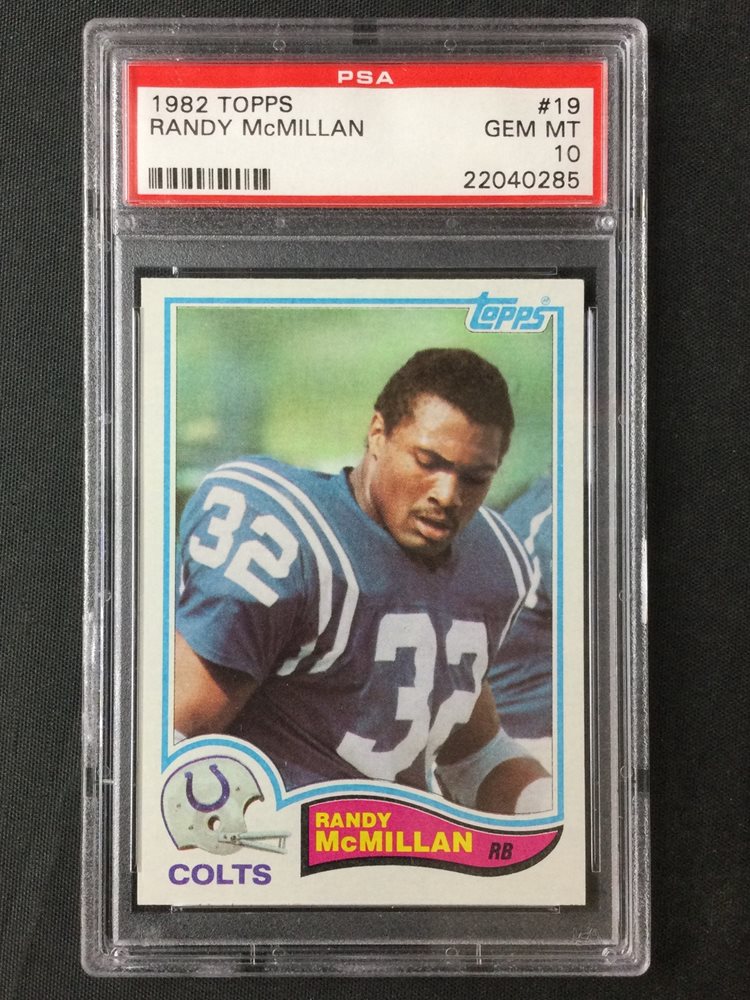 PSA
1982 TOPPS #19
RANDY McMILLAN GEM MT
10
22040285
TOPPS
32
32
RANDY
McMILLAN
RB
COLTS